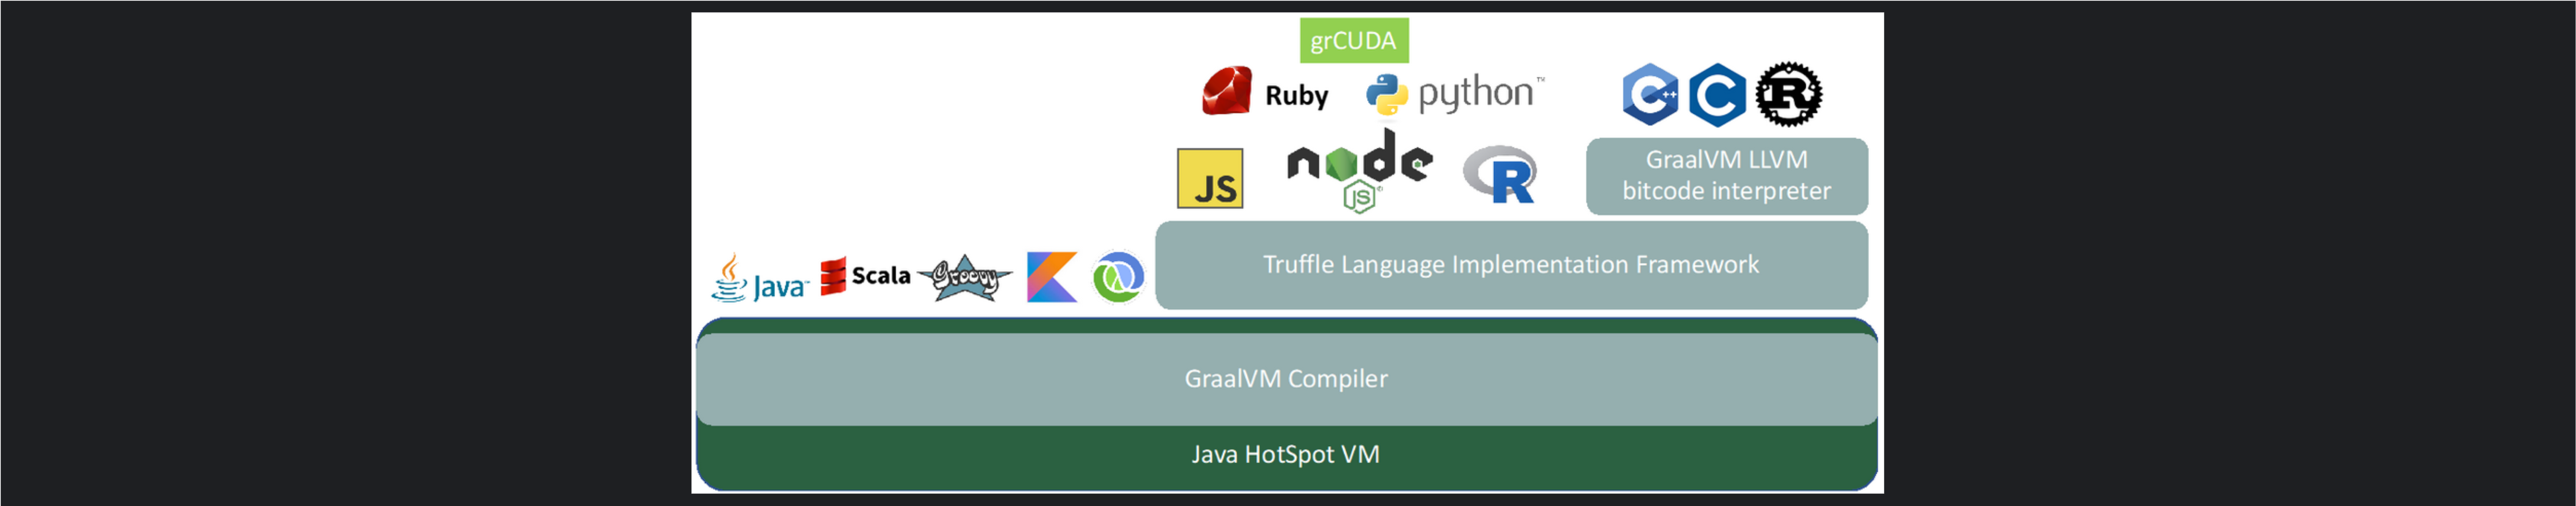 grCUDA
Ruby
python™
C++
C
R
JS
node
JS®
R
GraalVM LLVM
bitcode interpreter
Java™
Scala
Groovy
Truffle Language Implementation Framework
GraalVM Compiler
Java HotSpot VM